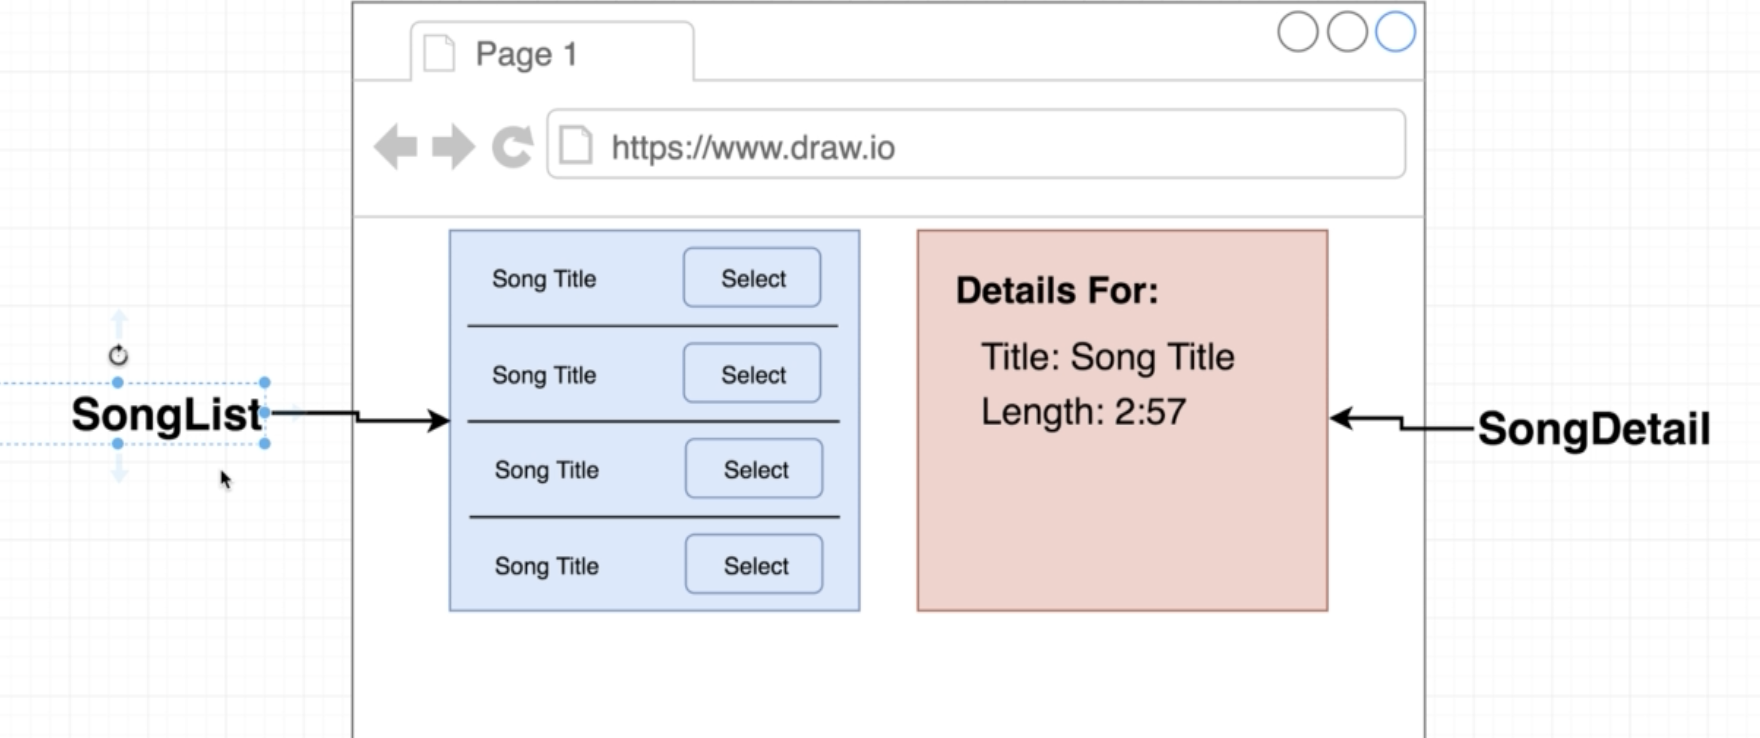 Page 1
https://www.draw.io
Song Title Select
Song Title Select
Song Title Select
Song Title Select
Details For:
Title: Song Title
Length: 2:57
SongList
SongDetail